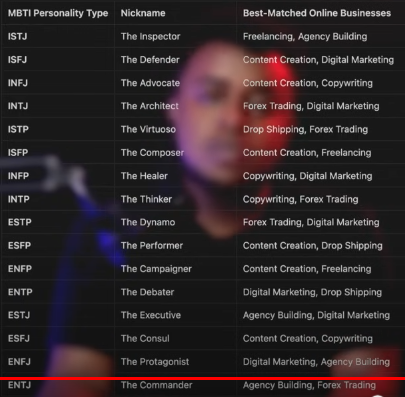 MBTI Personality Type Nickname Best-Matched Online Businesses
ISTJ The Inspector Freelancing, Agency Building
ISFJ The Defender Content Creation, Digital Marketing
INFJ The Advocate Content Creation, Copywriting
INTJ The Architect Forex Trading, Digital Marketing
ISTP The Virtuoso Drop Shipping, Forex Trading
ISFP The Composer Content Creation, Freelancing
INFP The Healer Copywriting, Digital Marketing
INTP The Thinker Copywriting, Forex Trading
ESTP The Dynamo Forex Trading, Digital Marketing
ESFP The Performer Content Creation, Drop Shipping
ENFP The Campaigner Content Creation, Freelancing
ENTP The Debater Digital Marketing, Drop Shipping
ESTJ The Executive Agency Building, Digital Marketing
ESFJ The Consul Content Creation, Copywriting
ENFJ The Protagonist Digital Marketing, Agency Building
ENTJ The Commander Agency Building, Forex Trading